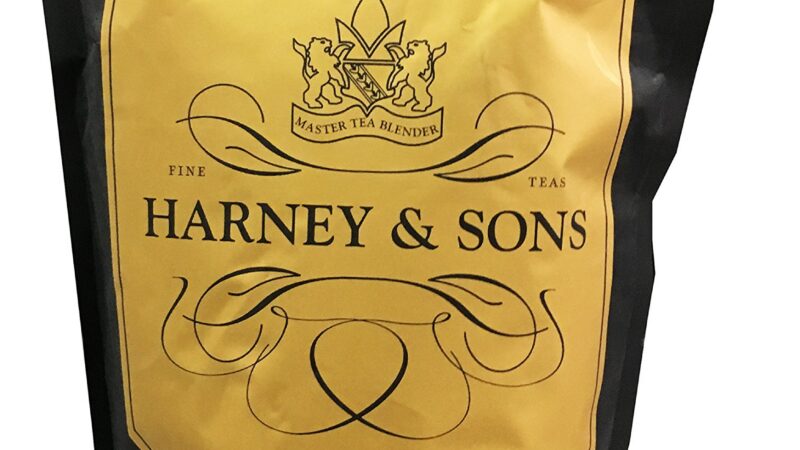 MASTER TEA BLENDER
FINE TEAS
HARNEY & SONS